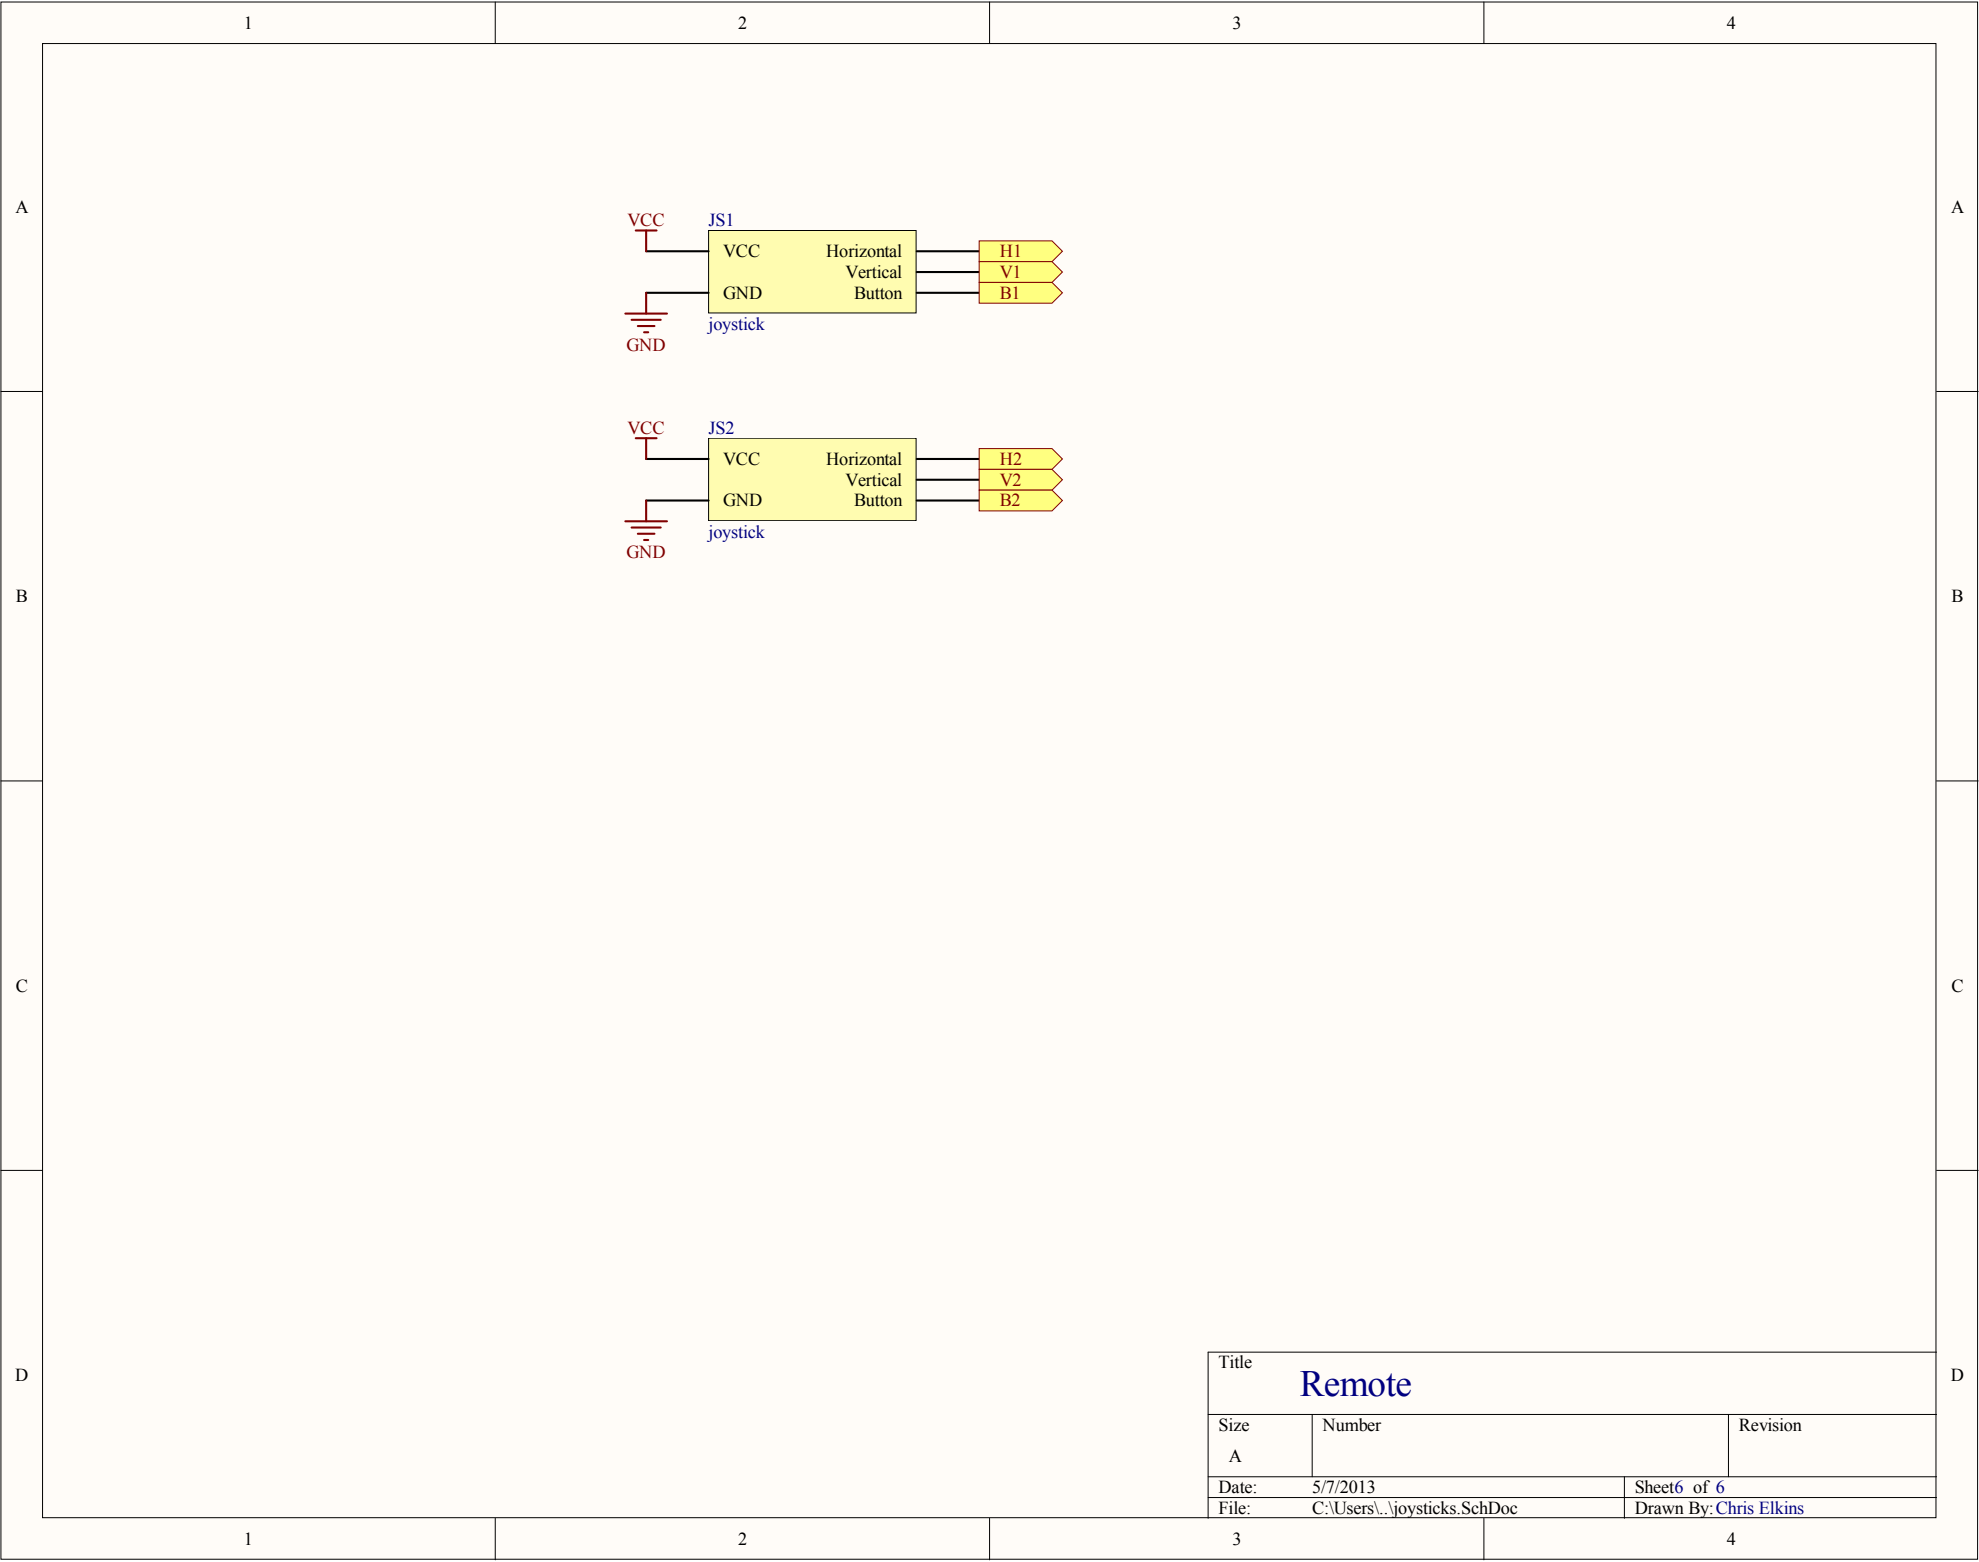 1 2 3 4
A A
VCC JS1
VCC Horizontal H1
Vertical V1
GND Button B1
joystick
GND
VCC JS2
VCC Horizontal H2
Vertical V2
GND Button B2
joystick
GND
B B
C C
D D
Title
Remote
Size Number Revision
A
Date: 5/7/2013 Sheet6 of 6
File: C:\Users\..\joysticks.SchDoc Drawn By: Chris Elkins
1 2 3 4